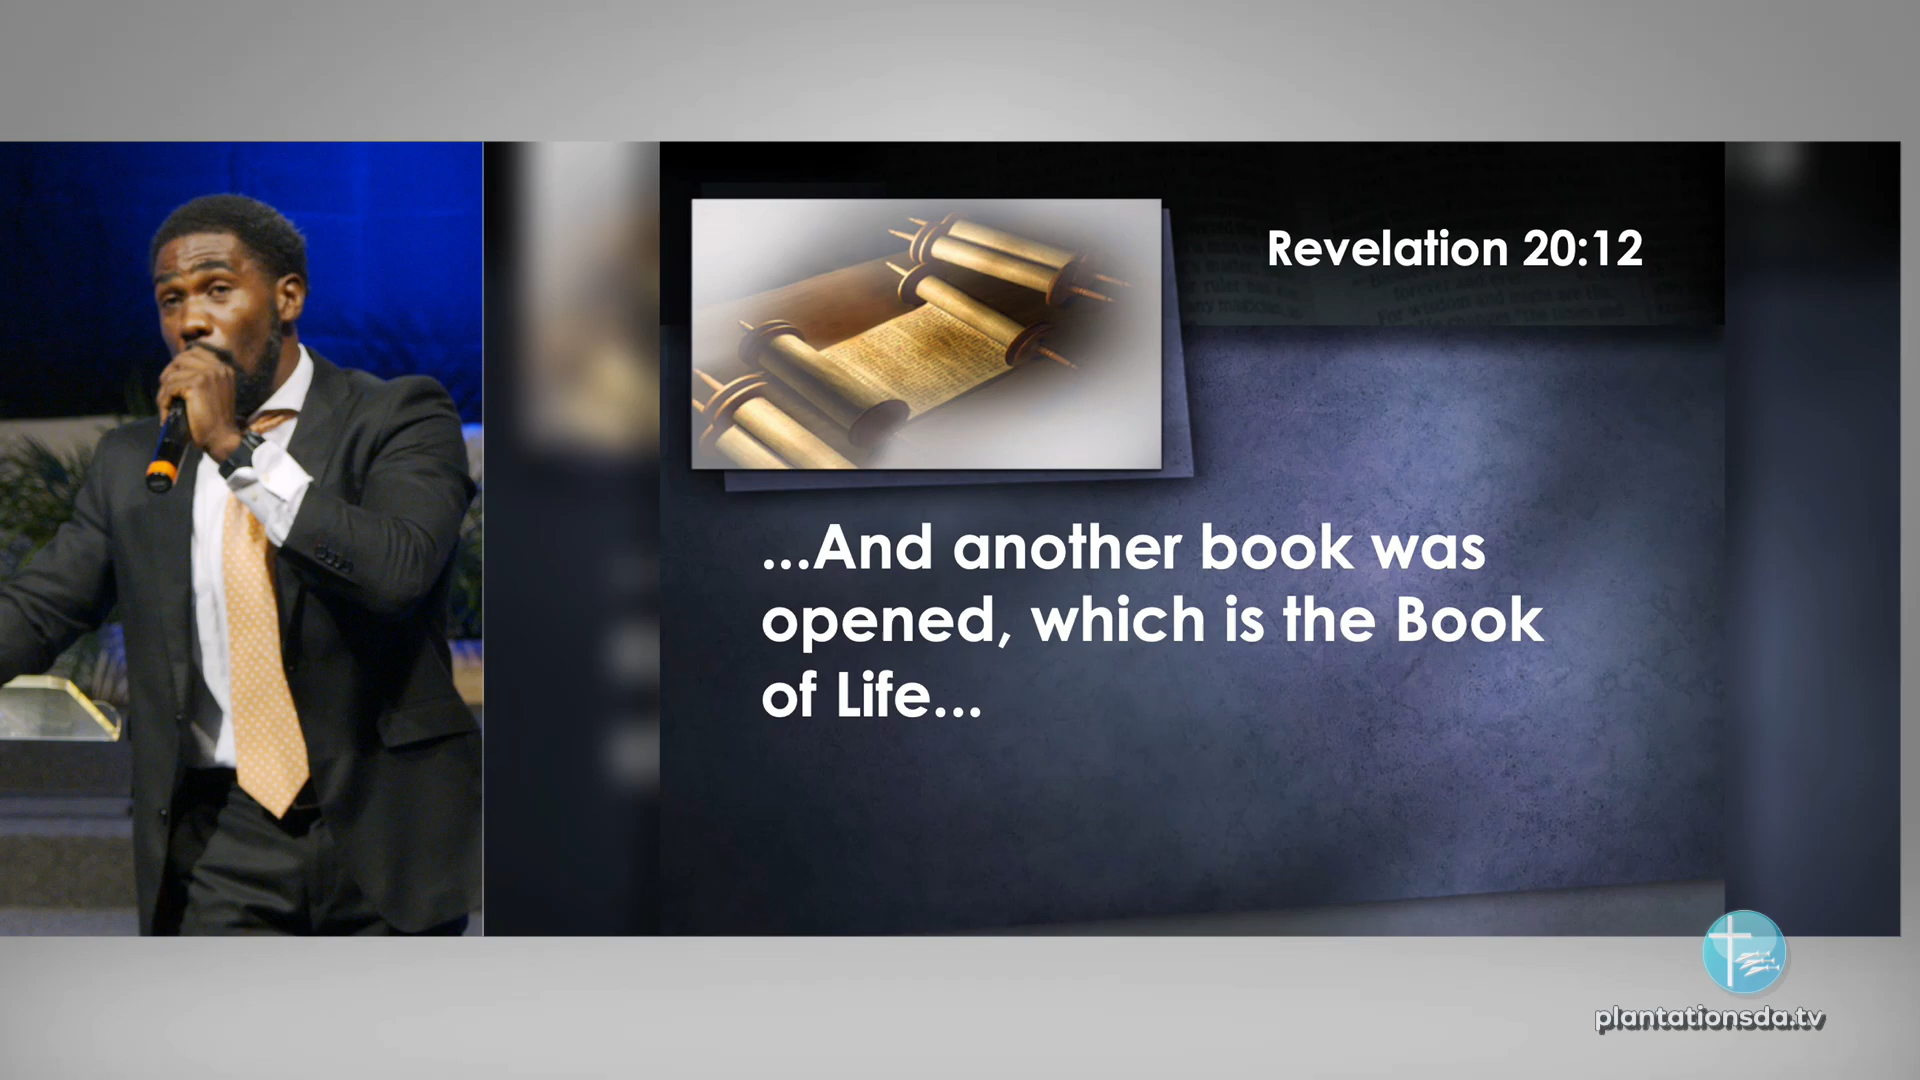 Revelation 20:12
...And another book was
opened, which is the Book
of Life...
plantationsda.tv